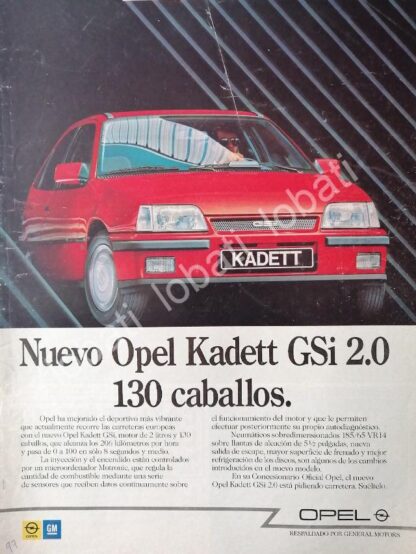 KADETT
lobati lobati lobati lobati
Nuevo Opel Kadett GSi 2.0
130 caballos.
Opel ha mejorado el deportivo más vibrante
que actualmente recorre las carreteras europeas
con el nuevo Opel Kadett GSi, motor de 2 litros y 130
caballos, que alcanza los 206 kilómetros por hora
y pasa de 0 a 100 en sólo 8 segundos y medio.
La inyección y el encendido están controlados
por un microordenador Motronic, que regula la
cantidad de combustible mediante una serie
de sensores que reciben datos continuamente sobre
el funcionamiento del motor y que le permiten
efectuar posteriormente su propio autodiagnóstico.
Neumáticos sobredimensionados 185/65 VR14
sobre llantas de aleación de 5½ pulgadas, nueva
salida de escape, mayor superficie de frenado y mejor
refrigeración de los discos, son algunos de los cambios
introducidos en el nuevo modelo.
En su Concesionario Oficial Opel, el nuevo
Opel Kadett GSi 2.0 está pidiendo carretera. Suéltelo.
OPEL
GM
OPEL
RESPALDADO POR GENERAL MOTORS.
99